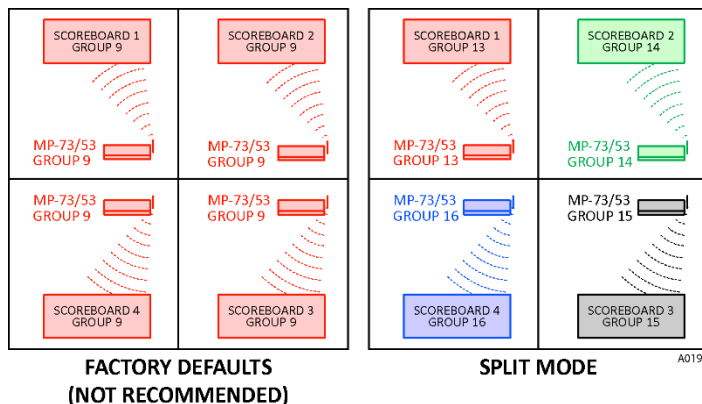 SCOREBOARD 1
GROUP 9
SCOREBOARD 2
GROUP 9
MP-73/53
GROUP 9
MP-73/53
GROUP 9
MP-73/53
GROUP 9
MP-73/53
GROUP 9
SCOREBOARD 4
GROUP 9
SCOREBOARD 3
GROUP 9
FACTORY DEFAULTS
(NOT RECOMMENDED)
SCOREBOARD 1
GROUP 13
SCOREBOARD 2
GROUP 14
MP-73/53
GROUP 13
MP-73/53
GROUP 14
MP-73/53
GROUP 16
MP-73/53
GROUP 15
SCOREBOARD 4
GROUP 16
SCOREBOARD 3
GROUP 15
SPLIT MODE
A019